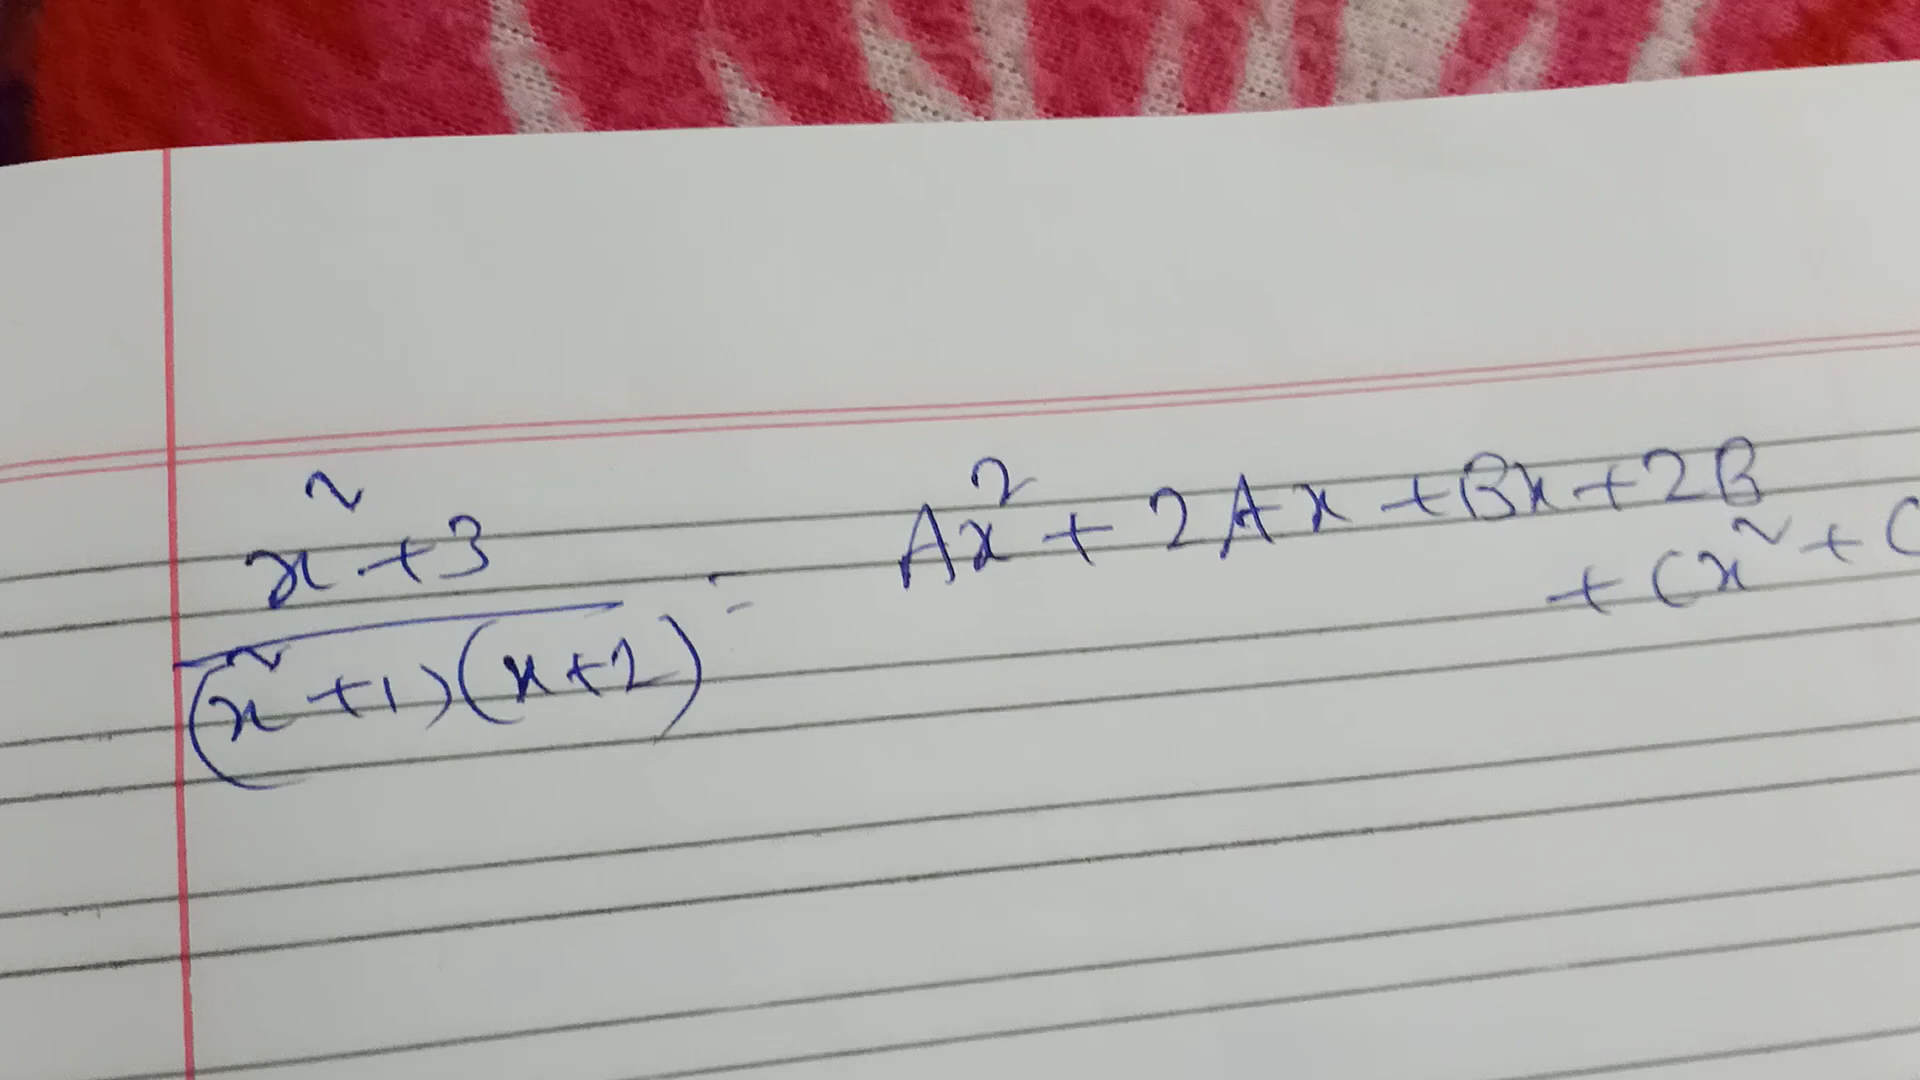 x² + 3 / (x² + 1)(x + 2) = Ax² + 2Ax + Bx + 2B
+ Cx² + C